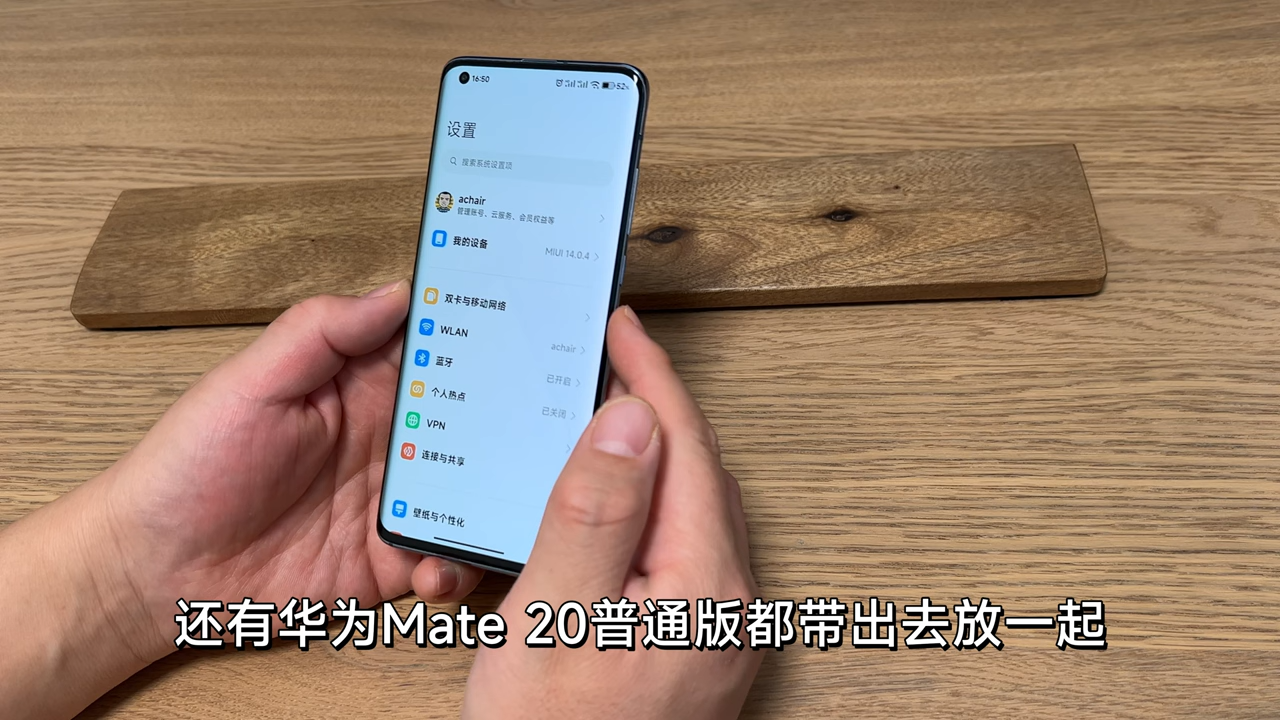 16:50
52%
设置
搜索系统设置项
achair
管理账号、云服务、会员权益等
我的设备
MIUI 14.0.4
双卡与移动网络
WLAN
achair
蓝牙
已开启
个人热点
已关闭
VPN
连接与共享
壁纸与个性化
还有华为Mate 20普通版都带出去放一起